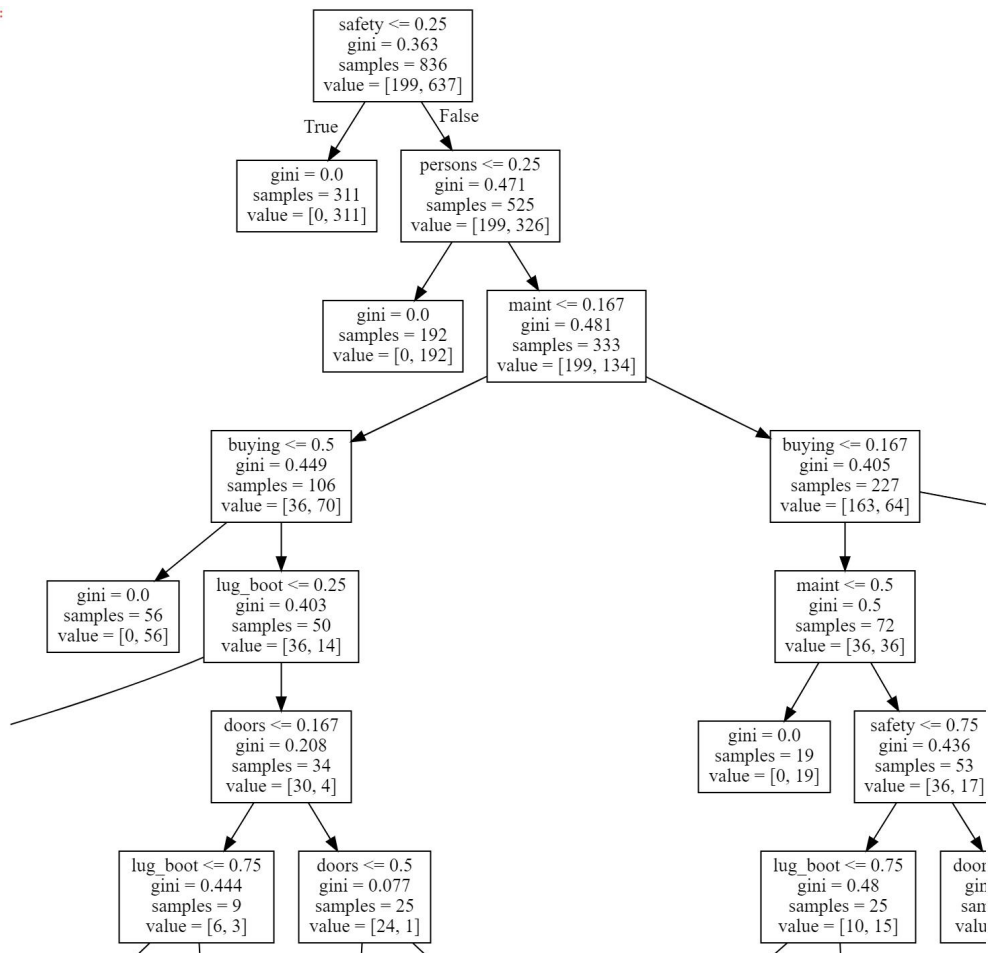 safety <= 0.25
gini = 0.363
samples = 836
value = [199, 637]
True
False
gini = 0.0
samples = 311
value = [0, 311]
persons <= 0.25
gini = 0.471
samples = 525
value = [199, 326]
gini = 0.0
samples = 192
value = [0, 192]
maint <= 0.167
gini = 0.481
samples = 333
value = [199, 134]
buying <= 0.5
gini = 0.449
samples = 106
value = [36, 70]
buying <= 0.167
gini = 0.405
samples = 227
value = [163, 64]
gini = 0.0
samples = 56
value = [0, 56]
lug_boot <= 0.25
gini = 0.403
samples = 50
value = [36, 14]
maint <= 0.5
gini = 0.5
samples = 72
value = [36, 36]
doors <= 0.167
gini = 0.208
samples = 34
value = [30, 4]
gini = 0.0
samples = 19
value = [0, 19]
safety <= 0.75
gini = 0.436
samples = 53
value = [36, 17]
lug_boot <= 0.75
gini = 0.444
samples = 9
value = [6, 3]
doors <= 0.5
gini = 0.077
samples = 25
value = [24, 1]
lug_boot <= 0.75
gini = 0.48
samples = 25
value = [10, 15]